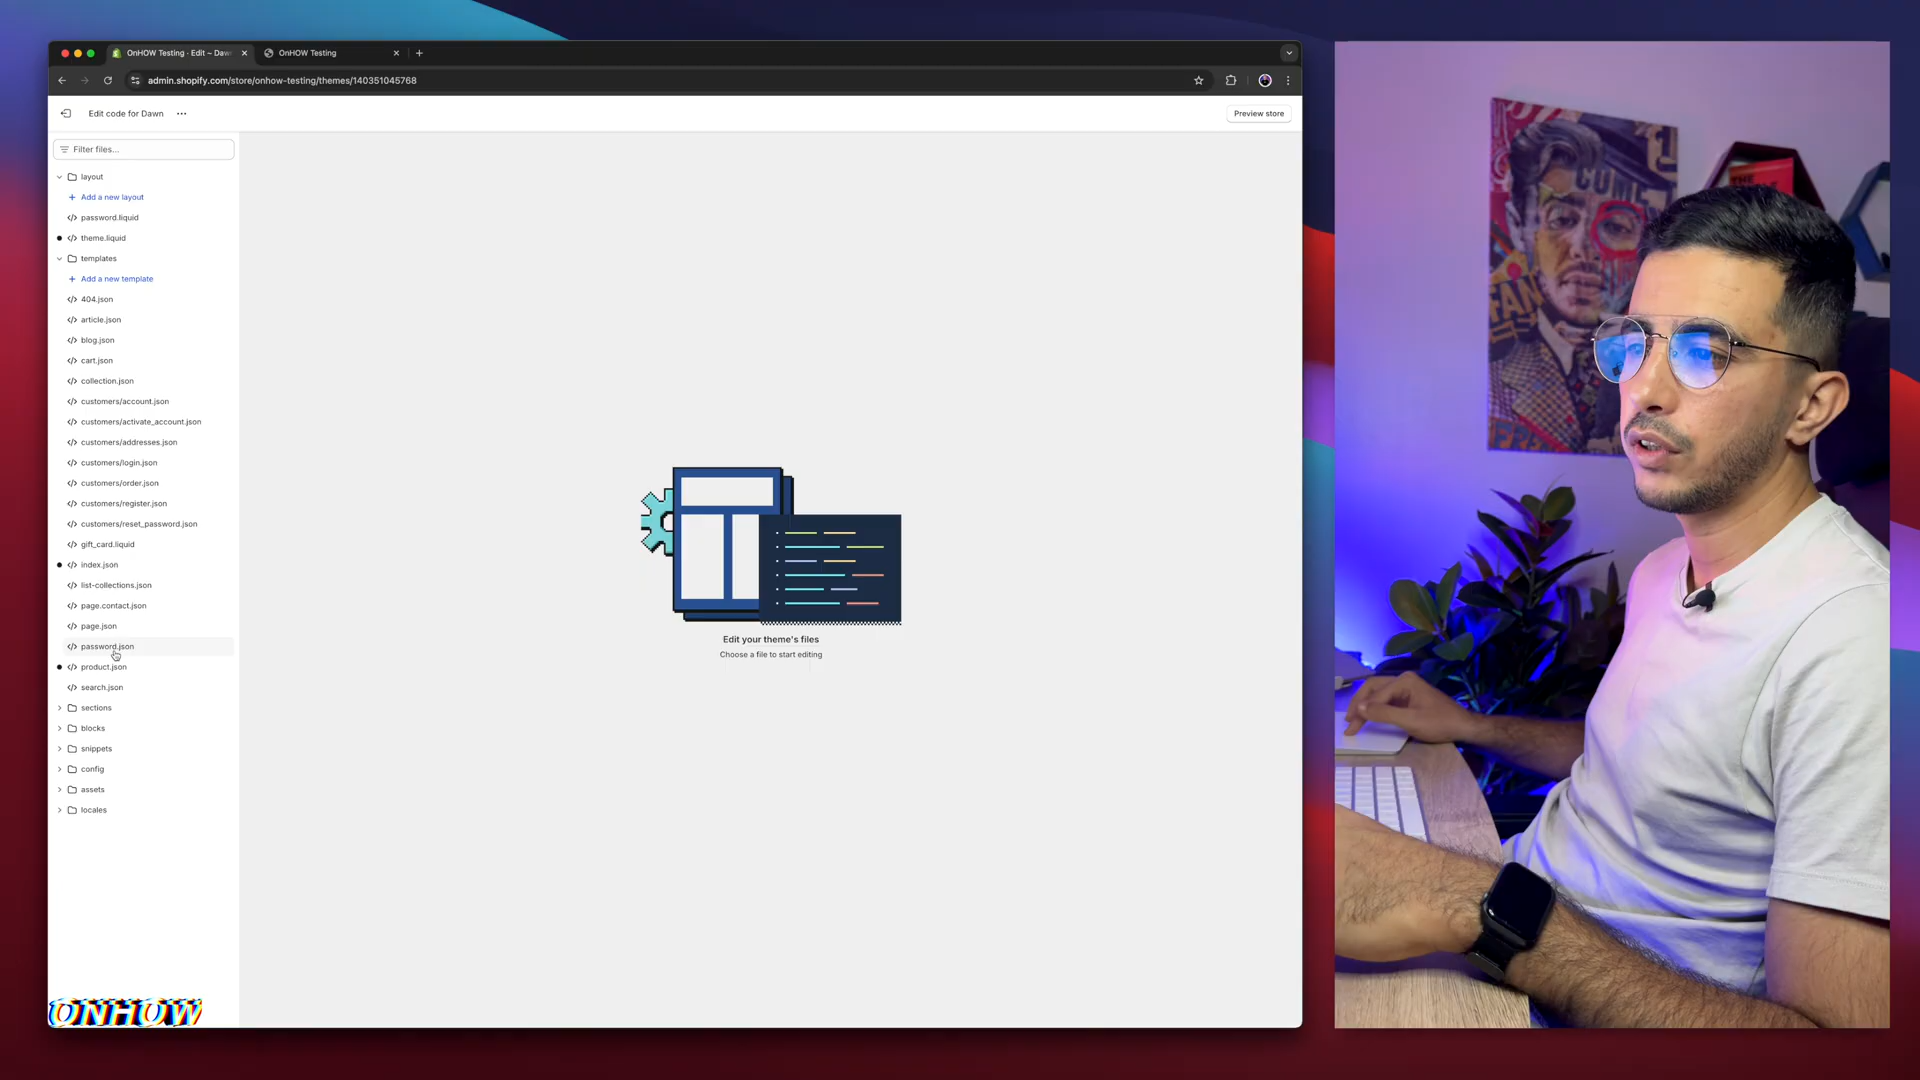 OnHOW Testing · Edit ~ Daw
OnHOW Testing
admin.shopify.com/store/onhow-testing/themes/140351045768
Edit code for Dawn
Preview store
Filter files...
layout
Add a new layout
password.liquid
theme.liquid
templates
Add a new template
404.json
article.json
blog.json
cart.json
collection.json
customers/account.json
customers/activate_account.json
customers/addresses.json
customers/login.json
customers/order.json
customers/register.json
customers/reset_password.json
gift_card.liquid
index.json
list-collections.json
page.contact.json
page.json
password.json
product.json
search.json
sections
blocks
snippets
config
assets
locales
Edit your theme's files
Choose a file to start editing
ONHOW
THE